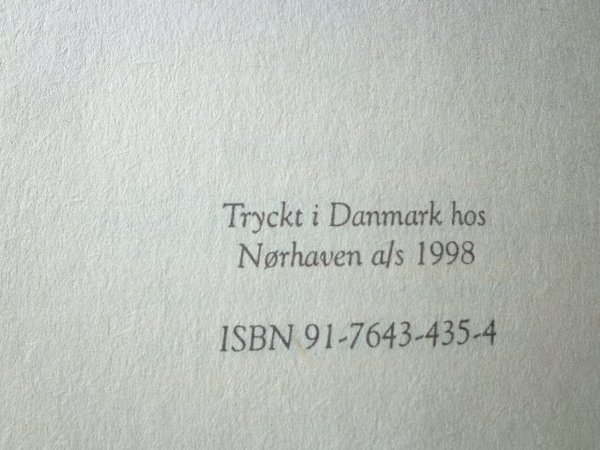 Tryckt i Danmark hos
Nørhaven a/s 1998
ISBN 91-7643-435-4